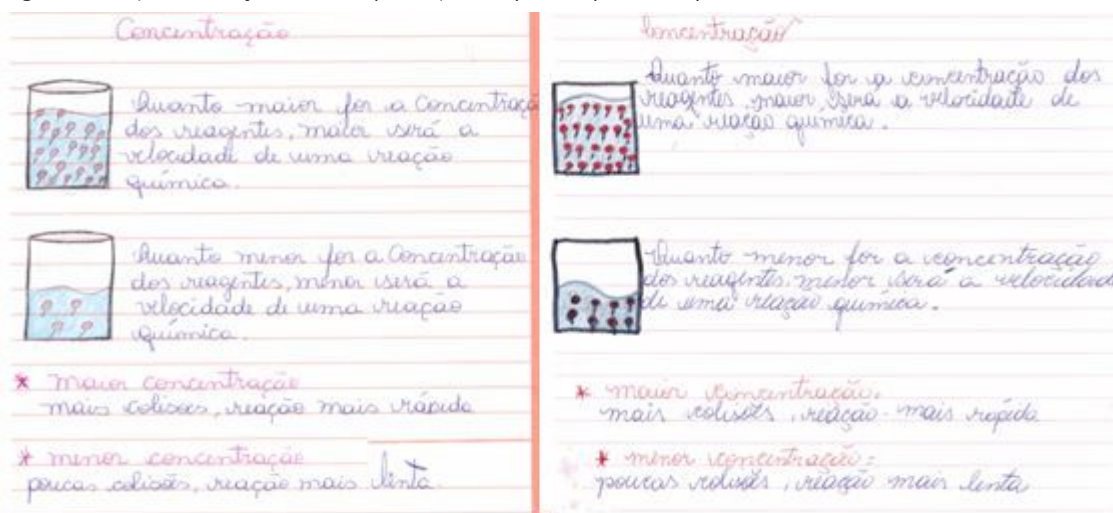 Concentração
Quanto maior for a Concentraçã
dos reagentes, maior será a
velocidade de uma reação
química.
Quanto menor for a Concentração
dos reagentes, menor será a
velocidade de uma reação
química.
* maior concentração
mais colisões, reação mais rápida
* menor concentração
poucas colisões, reação mais lenta.
Concentração
Quanto maior for a concentração dos
reagentes, maior, será a velocidade de
uma reação química.
Quanto menor for a concentração
dos reagentes, menor será a velocidade
de uma reação química.
* maior concentração:
mais colisões, reação mais rápida
* menor concentração:
poucas colisões, reação mais lenta